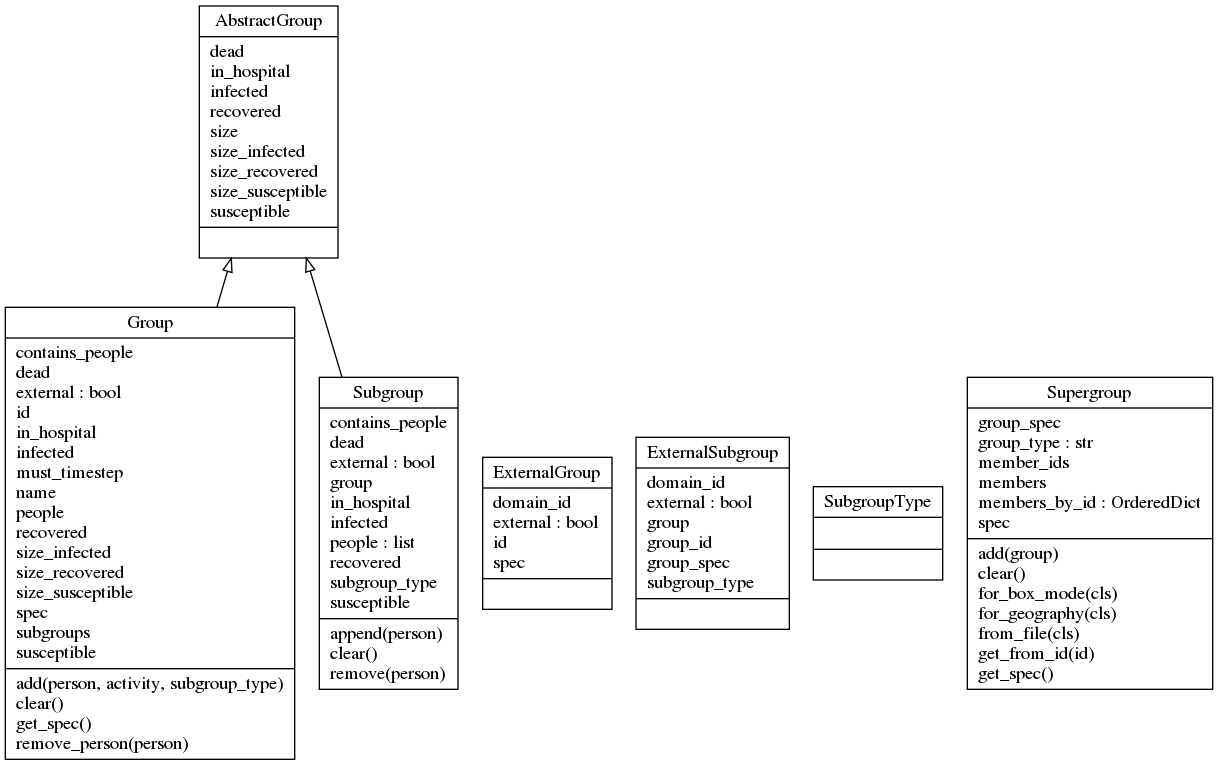 AbstractGroup
dead
in_hospital
infected
recovered
size
size_infected
size_recovered
size_susceptible
susceptible
Group
contains_people
dead
external : bool
id
in_hospital
infected
must_timestep
name
people
recovered
size_infected
size_recovered
size_susceptible
spec
subgroups
susceptible
add(person, activity, subgroup_type)
clear()
get_spec()
remove_person(person)
Subgroup
contains_people
dead
external : bool
group
in_hospital
infected
people : list
recovered
subgroup_type
susceptible
append(person)
clear()
remove(person)
ExternalGroup
domain_id
external : bool
id
spec
ExternalSubgroup
domain_id
external : bool
group
group_id
group_spec
subgroup_type
SubgroupType
Supergroup
group_spec
group_type : str
member_ids
members
members_by_id : OrderedDict
spec
add(group)
clear()
for_box_mode(cls)
for_geography(cls)
from_file(cls)
get_from_id(id)
get_spec()